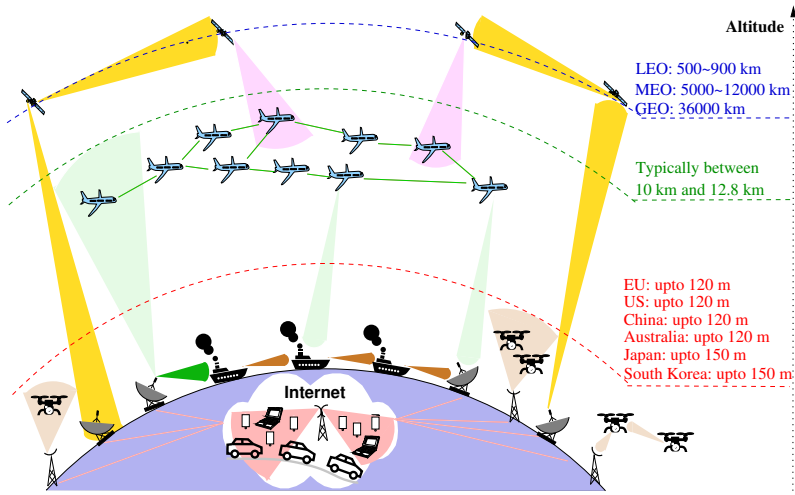 Altitude
LEO: 500~900 km
MEO: 5000~12000 km
GEO: 36000 km
Typically between
10 km and 12.8 km
EU: upto 120 m
US: upto 120 m
China: upto 120 m
Australia: upto 120 m
Japan: upto 150 m
South Korea: upto 150 m
Internet